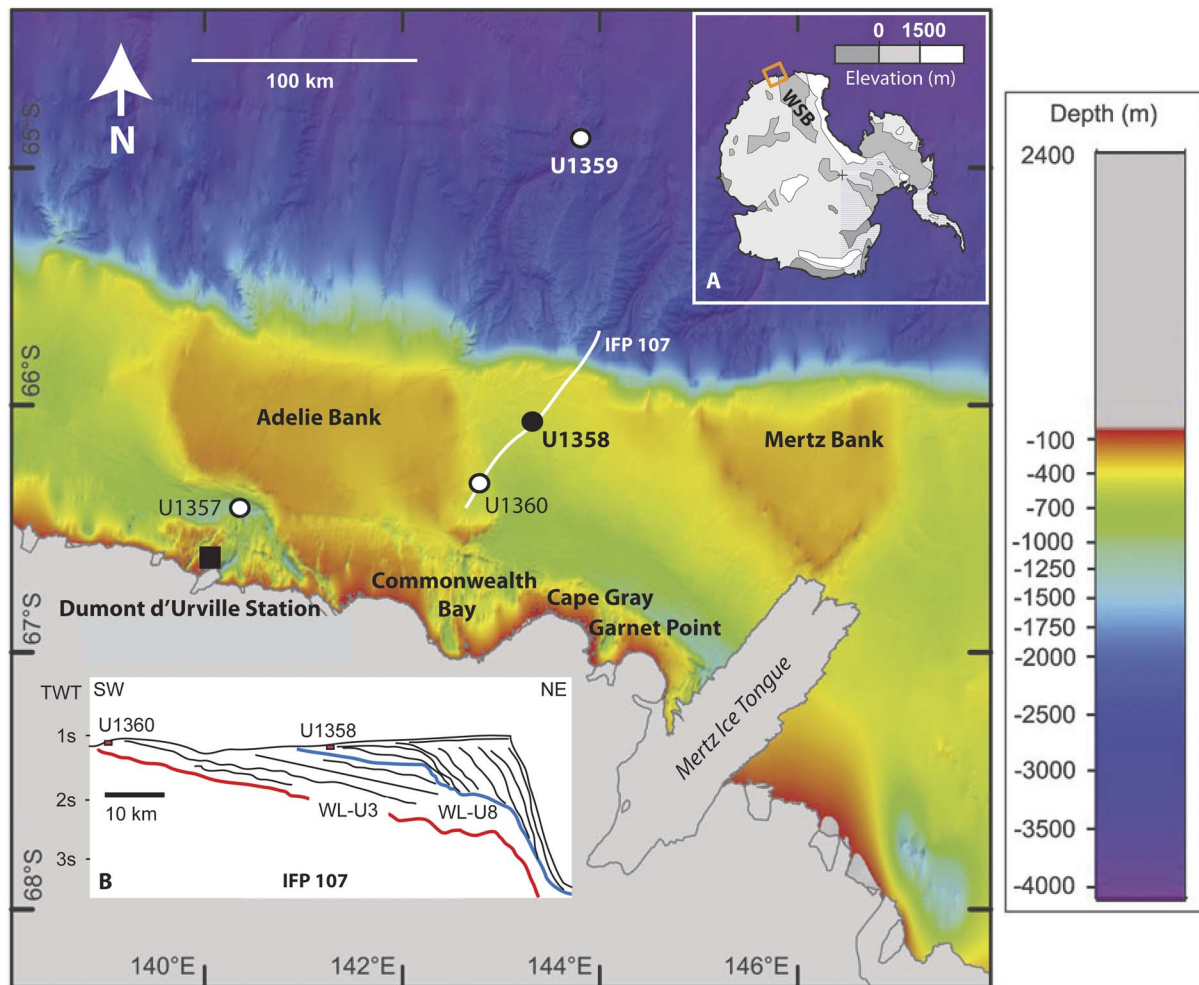 N
100 km
0 1500
Elevation (m)
WSB
A
65°S
U1359
IFP 107
66°S
Adelie Bank
U1358
Mertz Bank
U1357
U1360
Commonwealth
Bay
Cape Gray
Garnet Point
Dumont d'Urville Station
67°S
Mertz Ice Tongue
TWT
SW
NE
U1360
U1358
1s
2s
3s
10 km
WL-U3
WL-U8
B
IFP 107
68°S
140°E
142°E
144°E
146°E
Depth (m)
2400
-100
-400
-700
-1000
-1250
-1500
-1750
-2000
-2500
-3000
-3500
-4000